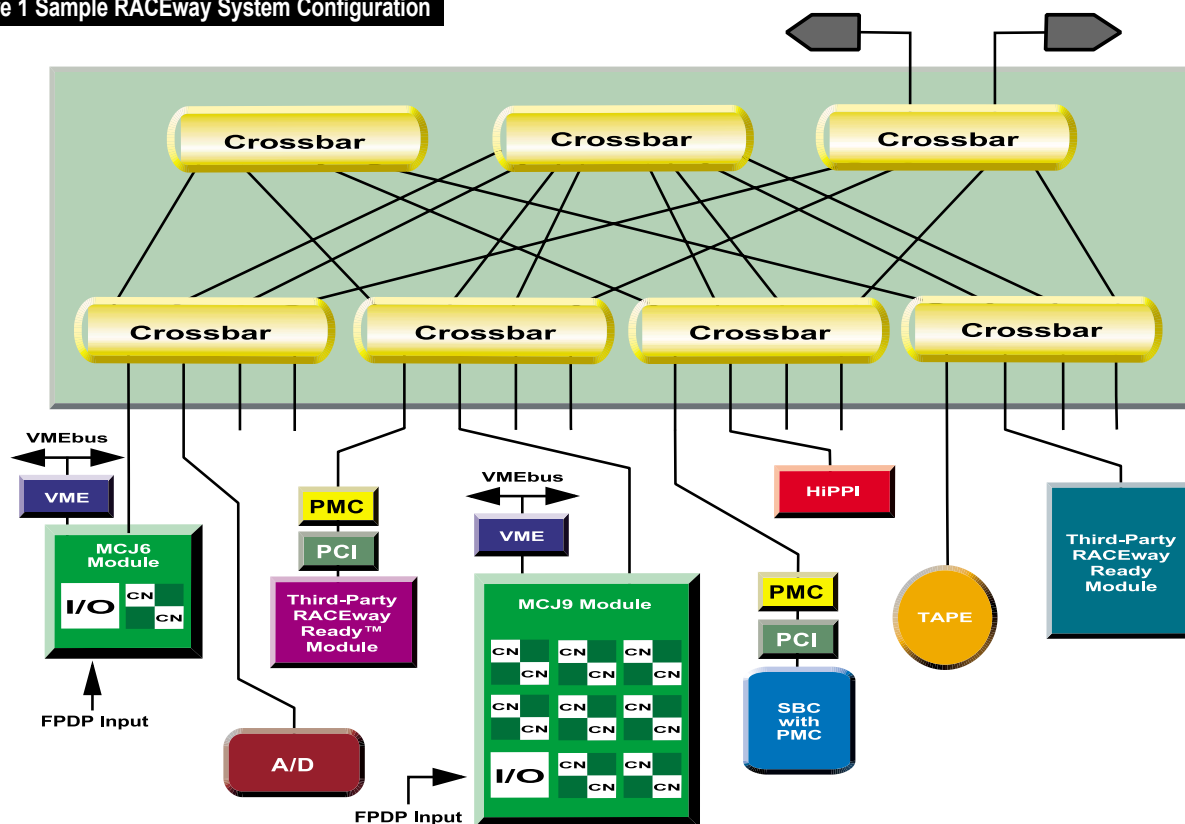 e 1 Sample RACEway System Configuration
Crossbar
Crossbar
Crossbar
Crossbar
Crossbar
Crossbar
Crossbar
VMEbus
VME
MCJ6
Module
I/O
CN
CN
FPDP Input
A/D
PMC
PCI
Third-Party
RACEway
Ready™
Module
VMEbus
VME
MCJ9 Module
CN CN CN
CN CN CN
CN CN CN
CN CN CN
I/O
CN CN
CN CN
FPDP Input
HiPPI
PMC
PCI
SBC
with
PMC
TAPE
Third-Party
RACEway
Ready
Module